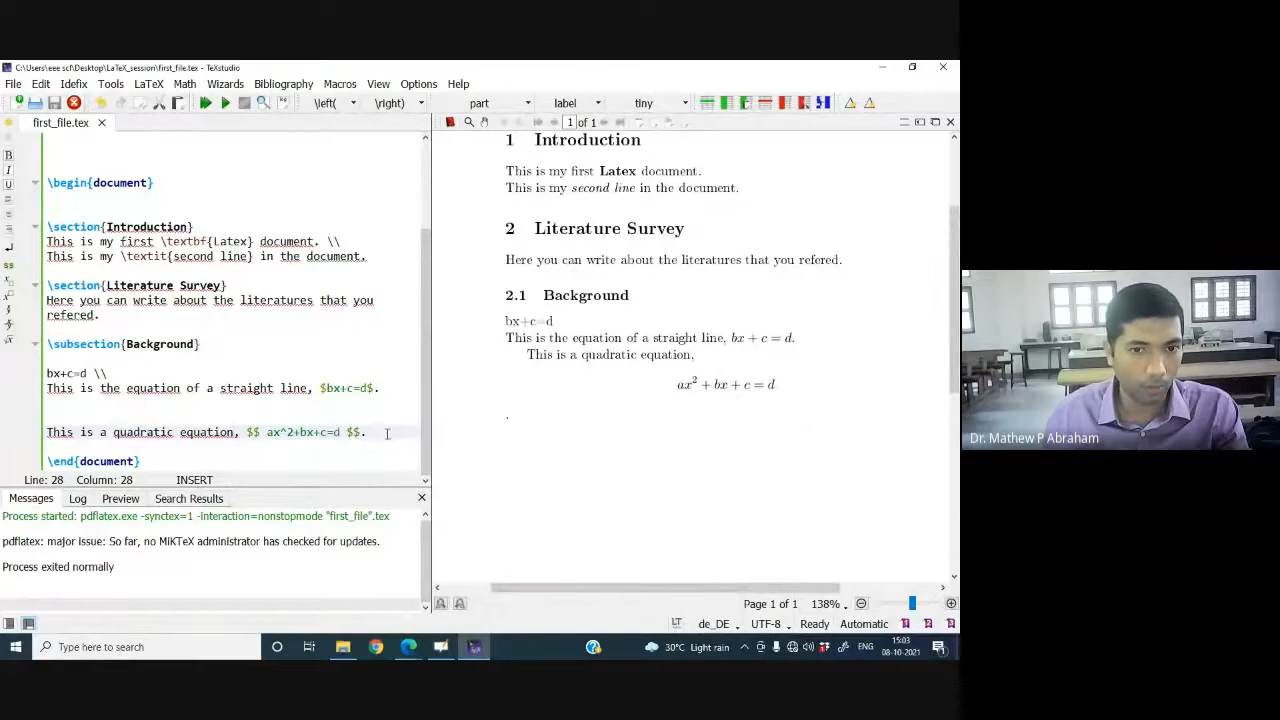 C:\Users\eee scl\Desktop\LaTeX_session\first_file.tex - TeXstudio
File Edit Idefix Tools LaTeX Math Wizards Bibliography Macros View Options Help
\left( \right) part label tiny
first_file.tex
1 of 1
\begin{document}
\section{Introduction}
This is my first \textbf{Latex} document. \\
This is my \textit{second line} in the document.
\section{Literature Survey}
Here you can write about the literatures that you
refered.
\subsection{Background}
bx+c=d \\
This is the equation of a straight line, $bx+c=d$.
This is a quadratic equation, $$ ax^2+bx+c=d $$.
\end{document}
Line: 28 Column: 28 INSERT
Messages Log Preview Search Results
Process started: pdflatex.exe -synctex=1 -interaction=nonstopmode "first_file".tex
pdflatex: major issue: So far, no MiKTeX administrator has checked for updates.
Process exited normally
1 Introduction
This is my first Latex document.
This is my second line in the document.
2 Literature Survey
Here you can write about the literatures that you refered.
2.1 Background
bx+c=d
This is the equation of a straight line, bx + c = d.
This is a quadratic equation,
ax² + bx + c = d
.
Page 1 of 1 138%
LT de_DE UTF-8 Ready Automatic
Type here to search
30°C Light rain
ENG
15:03
08-10-2021
Dr. Mathew P Abraham